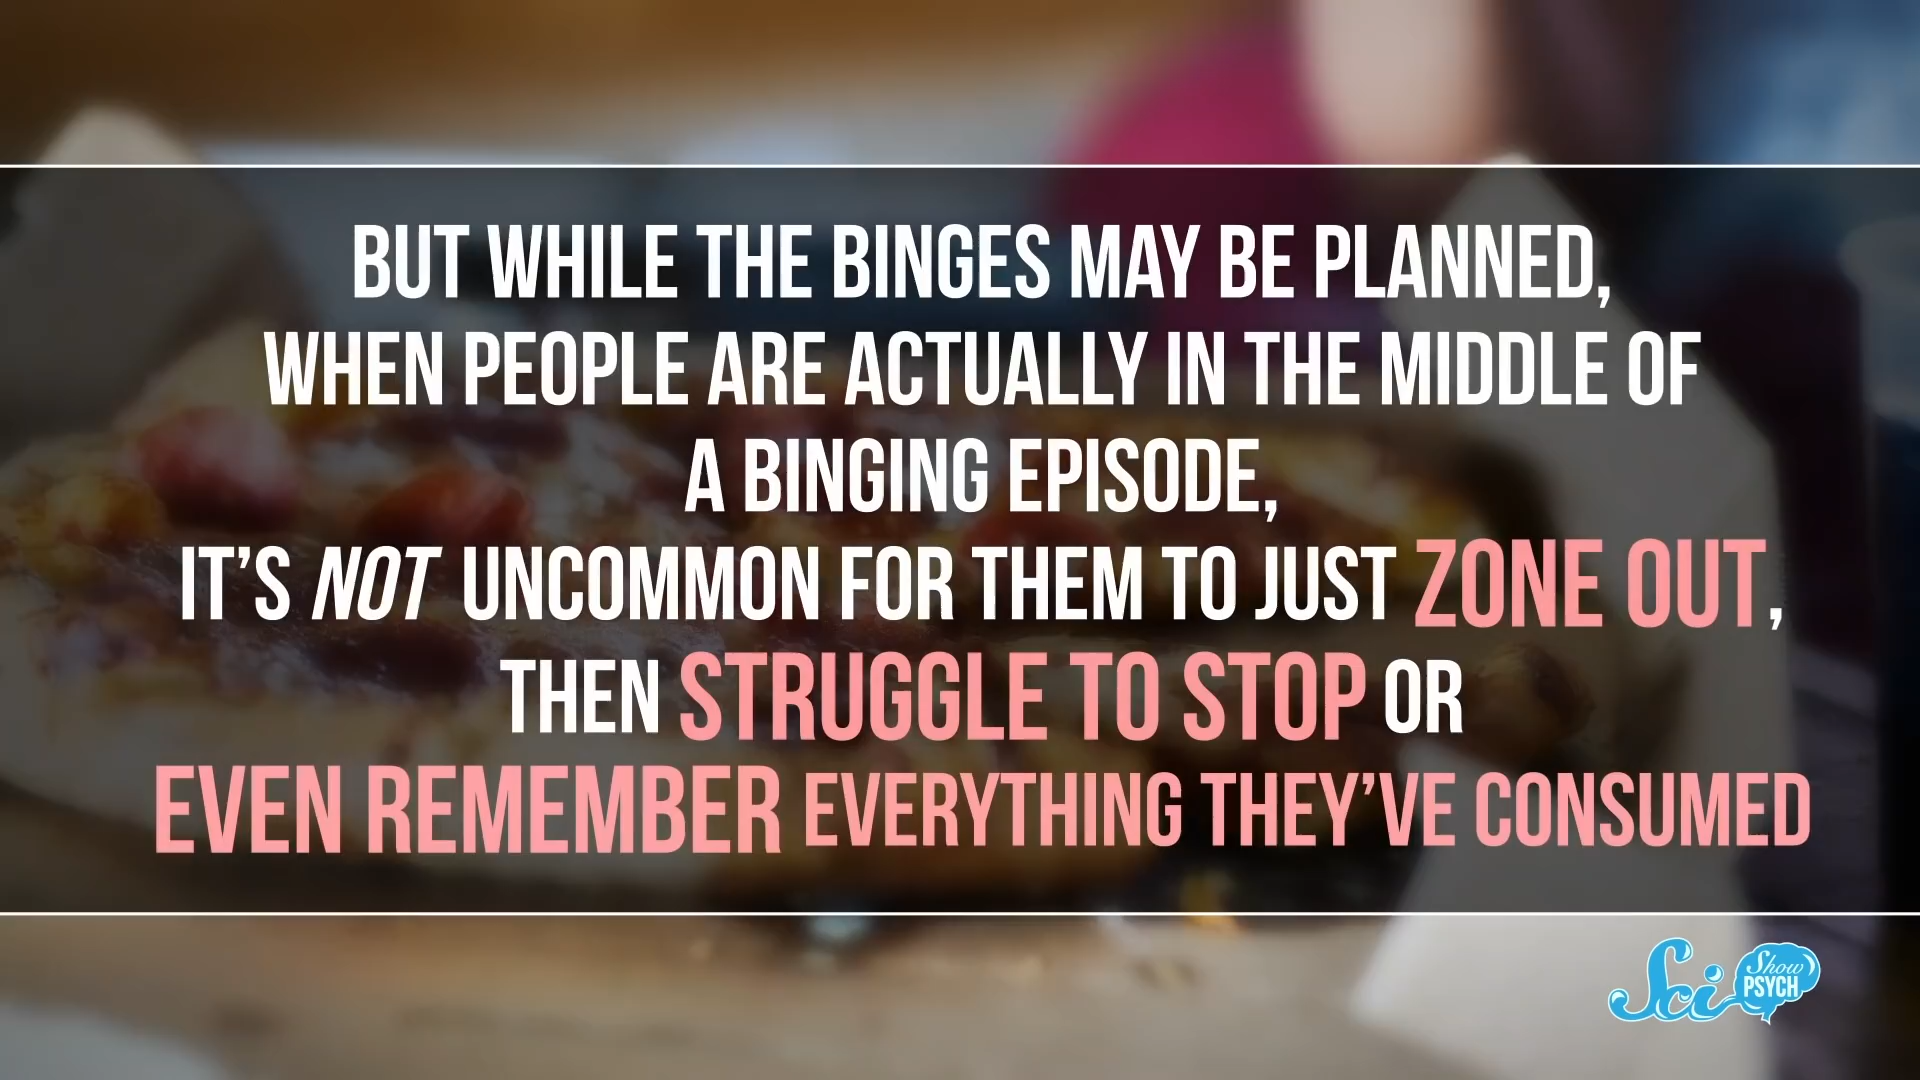 BUT WHILE THE BINGES MAY BE PLANNED,
WHEN PEOPLE ARE ACTUALLY IN THE MIDDLE OF
A BINGING EPISODE,
IT'S NOT UNCOMMON FOR THEM TO JUST ZONE OUT,
THEN STRUGGLE TO STOP OR
EVEN REMEMBER EVERYTHING THEY'VE CONSUMED
Sci Show
PSYCH